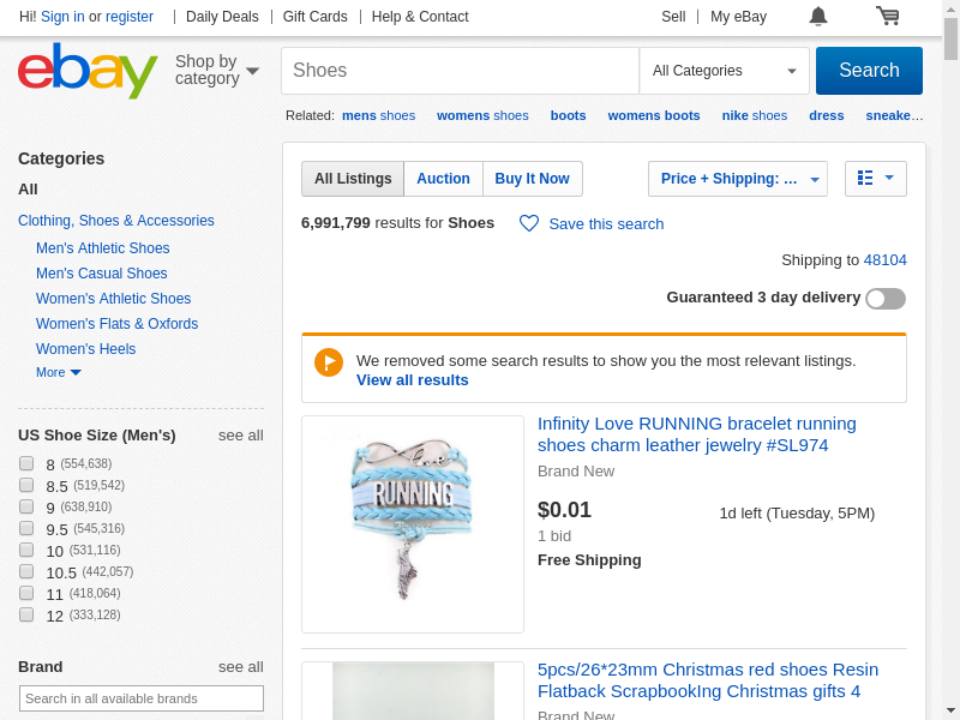 Hi! Sign in or register | Daily Deals | Gift Cards | Help & Contact Sell | My eBay
ebay
Shop by
category
Shoes
All Categories
Search
Related: mens shoes womens shoes boots womens boots nike shoes dress sneake...
Categories
All
Clothing, Shoes & Accessories
Men's Athletic Shoes
Men's Casual Shoes
Women's Athletic Shoes
Women's Flats & Oxfords
Women's Heels
More
US Shoe Size (Men's) see all
8 (554,638)
8.5 (519,542)
9 (638,910)
9.5 (545,316)
10 (531,116)
10.5 (442,057)
11 (418,064)
12 (333,128)
Brand see all
Search in all available brands
All Listings Auction Buy It Now Price + Shipping: ...
6,991,799 results for Shoes Save this search
Shipping to 48104
Guaranteed 3 day delivery
We removed some search results to show you the most relevant listings.
View all results
RUNNING
Infinity Love RUNNING bracelet running
shoes charm leather jewelry #SL974
Brand New
$0.01 1d left (Tuesday, 5PM)
1 bid
Free Shipping
5pcs/26*23mm Christmas red shoes Resin
Flatback ScrapbookIng Christmas gifts 4
Brand New